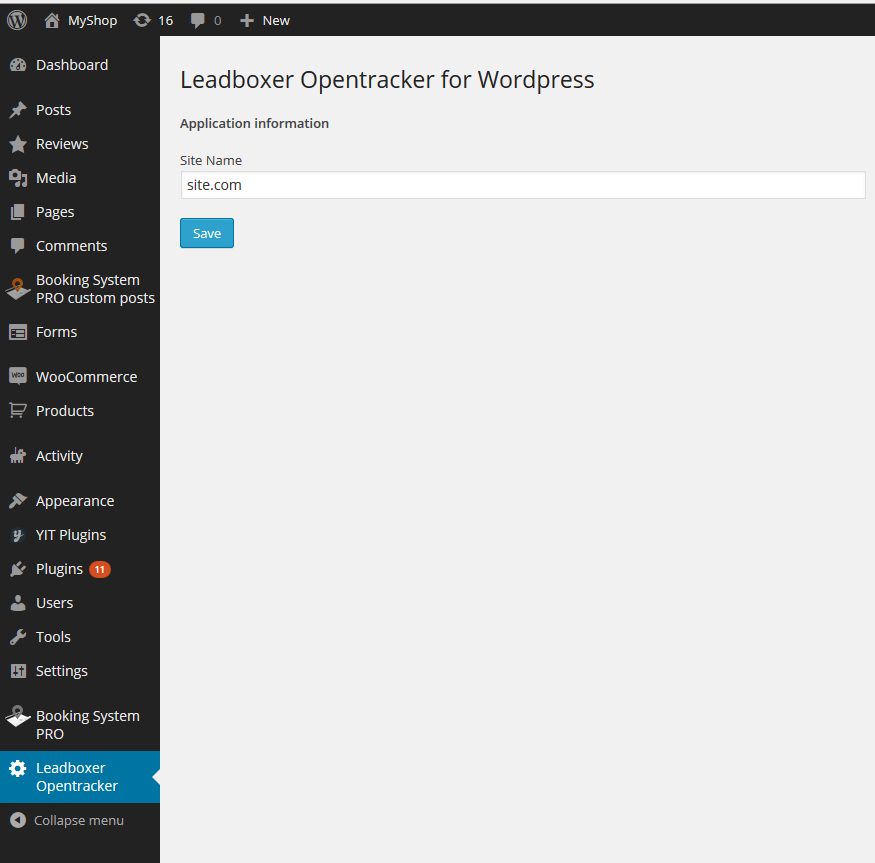 MyShop 16 0 New
Dashboard
Posts
Reviews
Media
Pages
Comments
Booking System
PRO custom posts
Forms
WooCommerce
Products
Activity
Appearance
YIT Plugins
Plugins 11
Users
Tools
Settings
Booking System
PRO
Leadboxer
Opentracker
Collapse menu
Leadboxer Opentracker for Wordpress
Application information
Site Name
site.com
Save